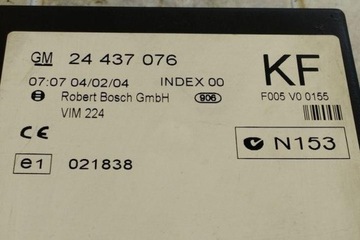 GM 24 437 076 KF
07:07 04/02/04 INDEX 00
Robert Bosch GmbH 906 F005 V0 0155
VIM 224
CE N153
e1 021838